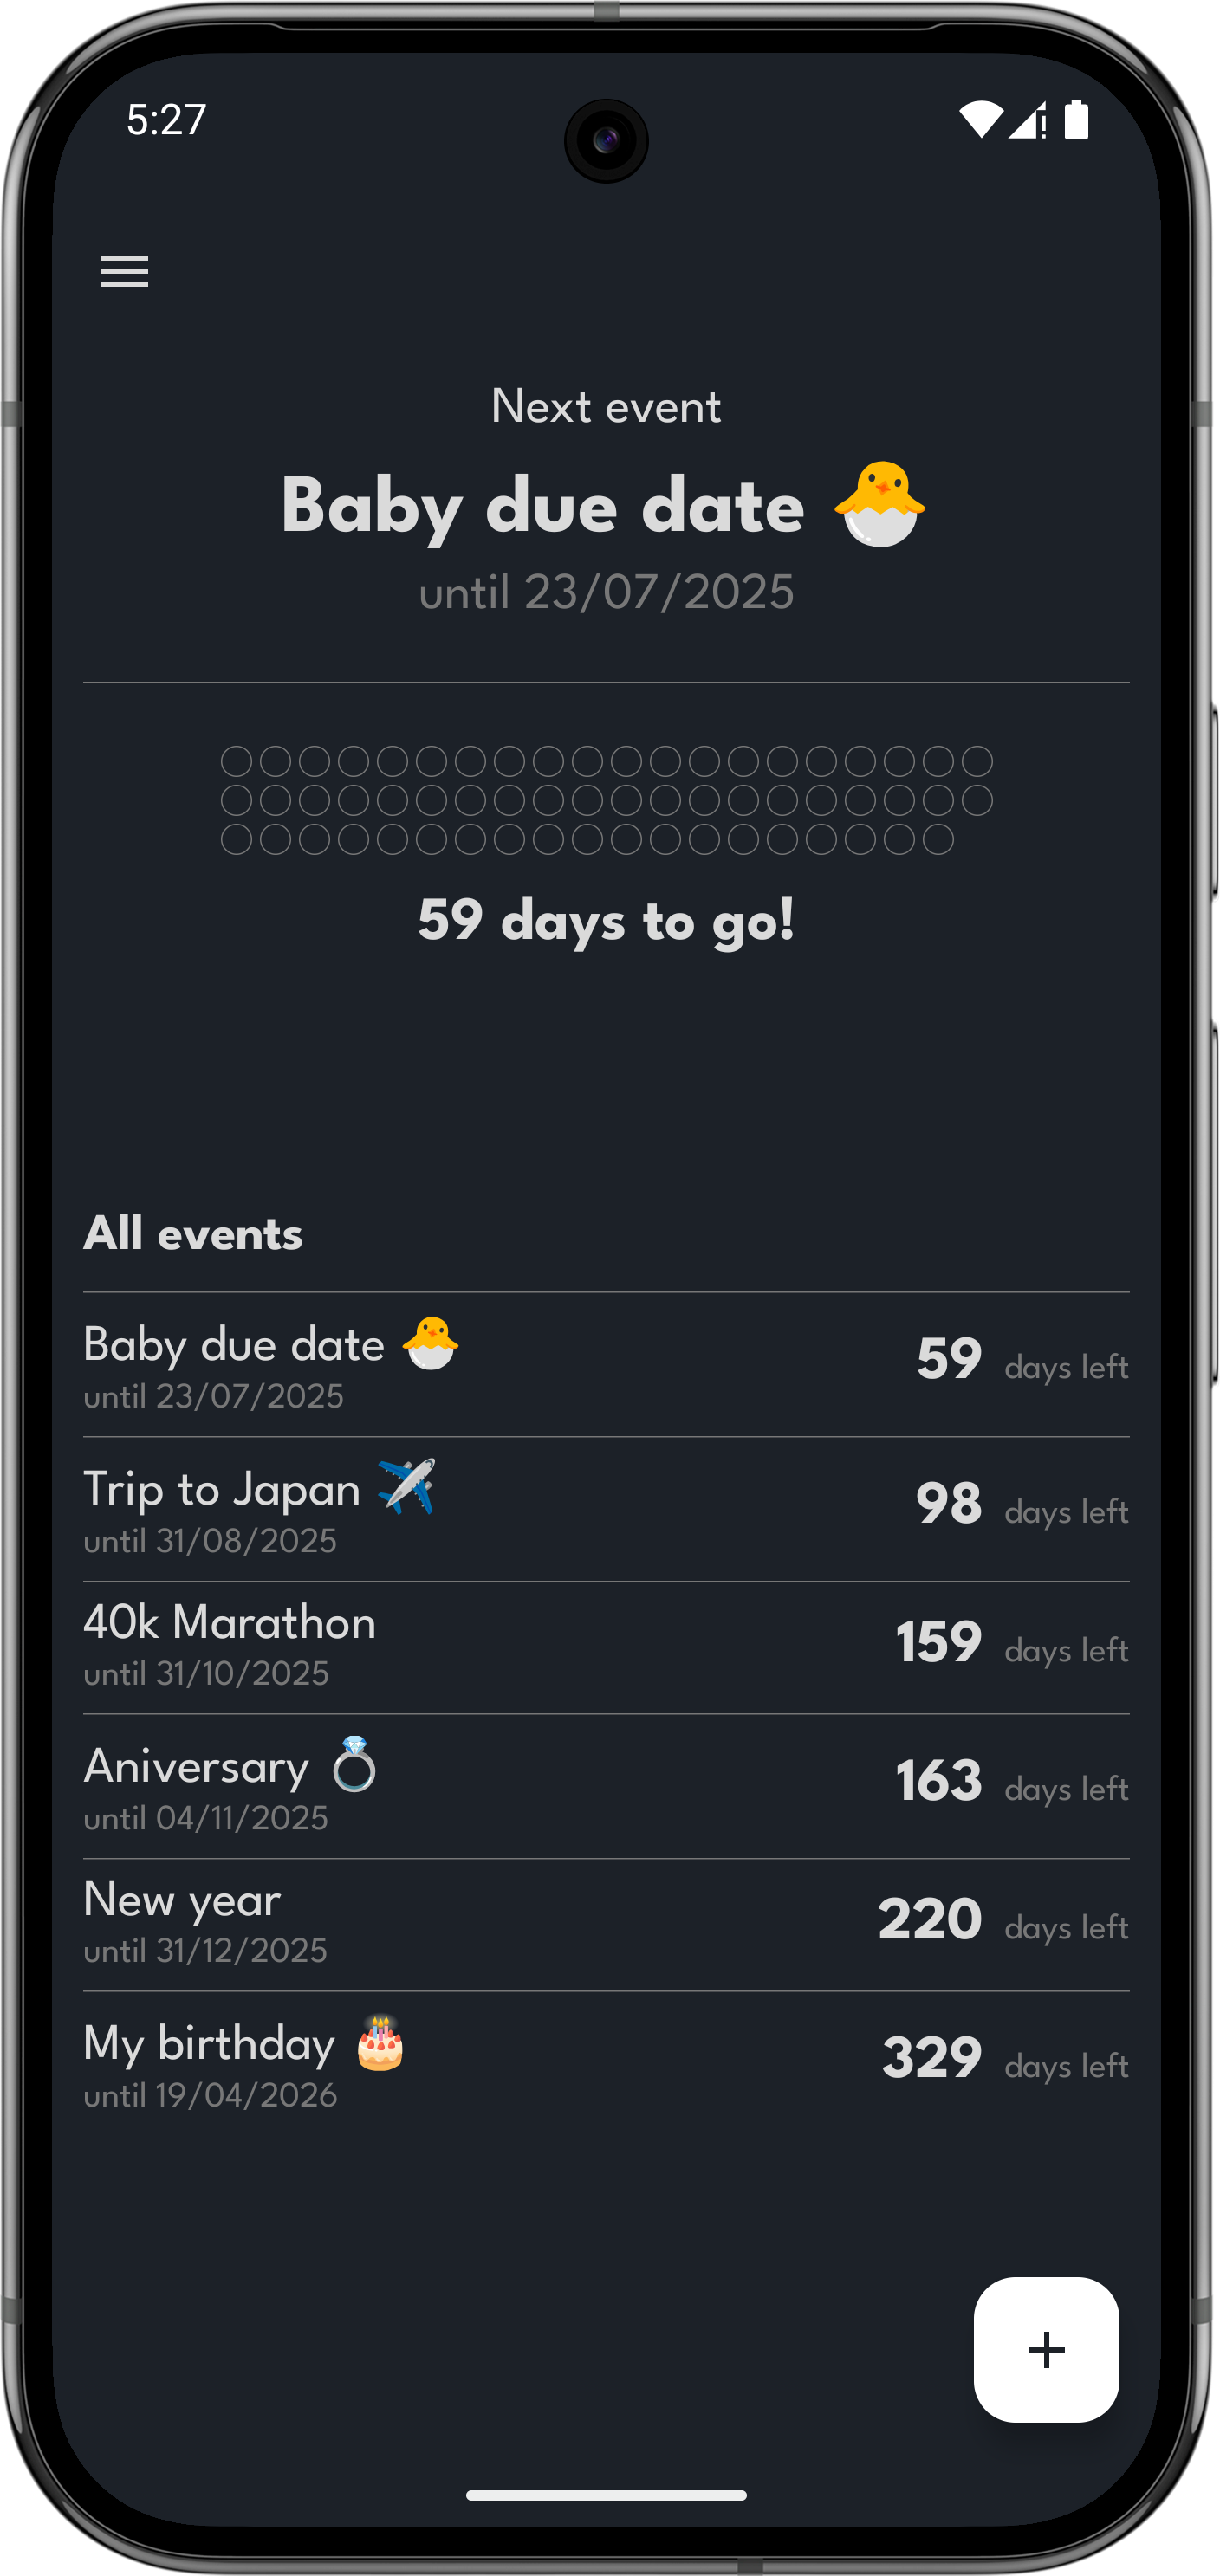 5:27
Next event
Baby due date 🐣
until 23/07/2025
59 days to go!
All events
Baby due date 🐣
59 days left
until 23/07/2025
Trip to Japan ✈️
98 days left
until 31/08/2025
40k Marathon
159 days left
until 31/10/2025
Aniversary 💍
163 days left
until 04/11/2025
New year
220 days left
until 31/12/2025
My birthday 🎂
329 days left
until 19/04/2026
+